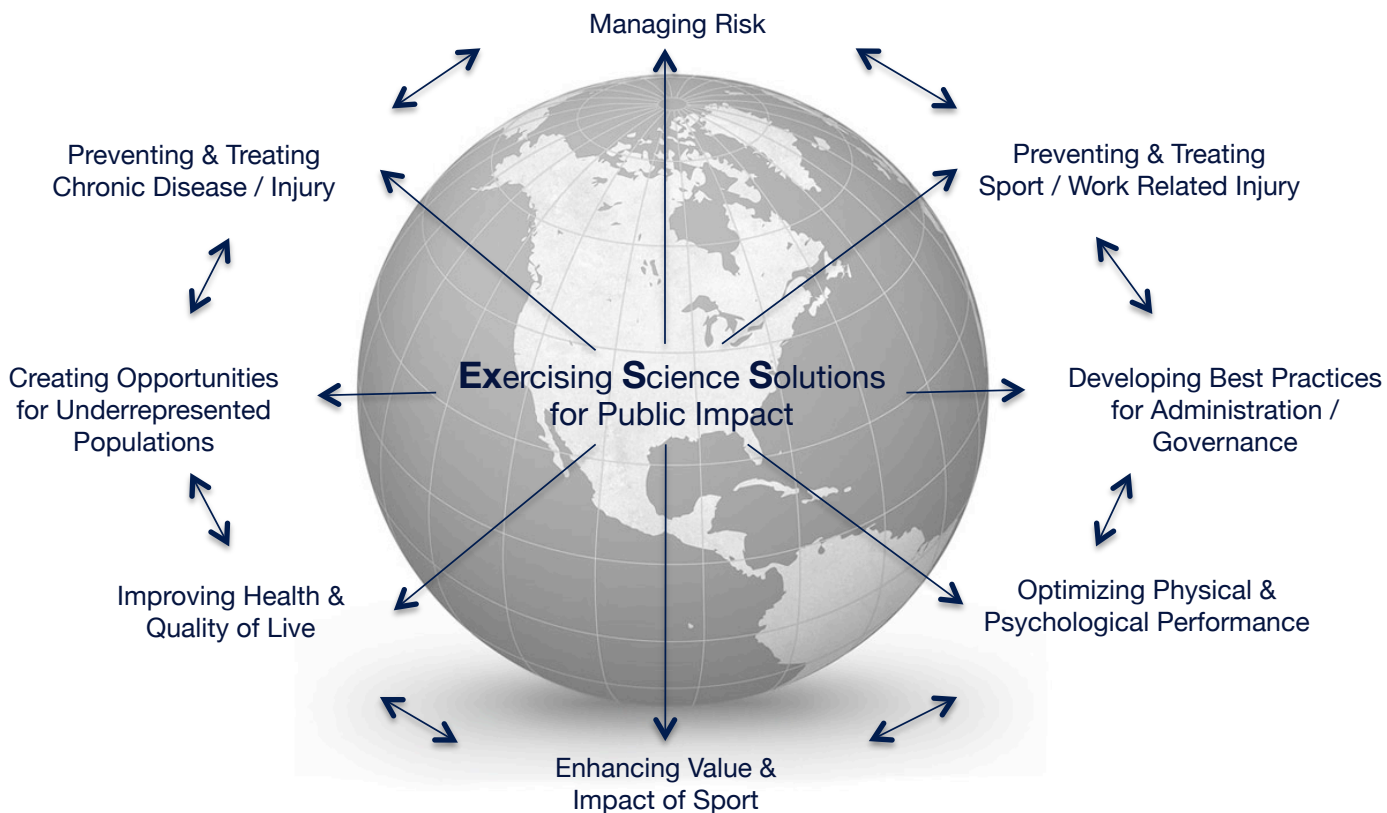 Managing Risk
Preventing & Treating
Chronic Disease / Injury
Preventing & Treating
Sport / Work Related Injury
Creating Opportunities
for Underrepresented
Populations
Exercising Science Solutions
for Public Impact
Developing Best Practices
for Administration /
Governance
Improving Health &
Quality of Live
Optimizing Physical &
Psychological Performance
Enhancing Value &
Impact of Sport